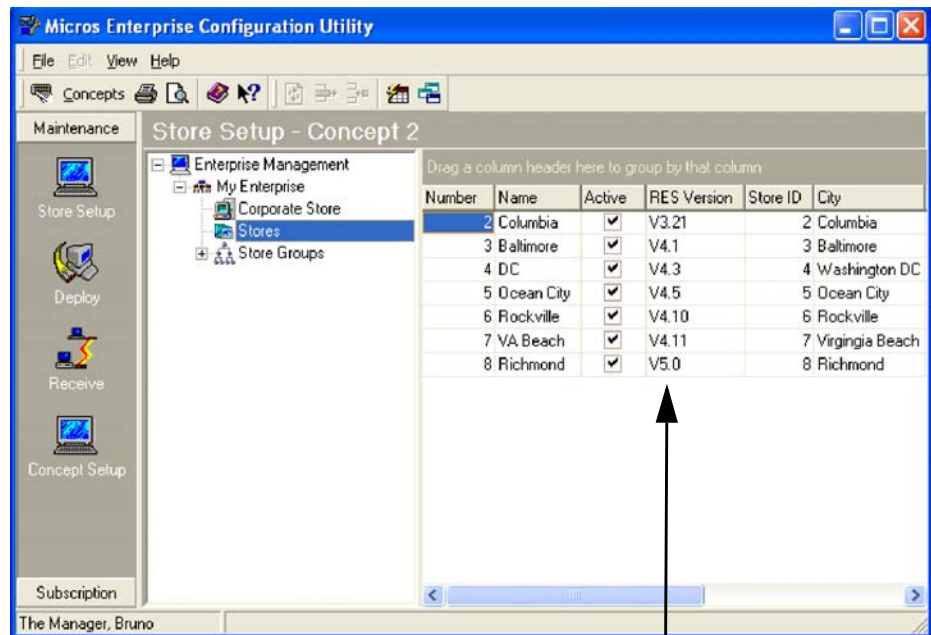 Micros Enterprise Configuration Utility
File Edit View Help
Concepts
Maintenance
Store Setup - Concept 2
Store Setup
Deploy
Receive
Concept Setup
Subscription
Enterprise Management
My Enterprise
Corporate Store
Stores
Store Groups
Drag a column header here to group by that column
Number Name Active RES Version Store ID City
2 Columbia V3.21 2 Columbia
3 Baltimore V4.1 3 Baltimore
4 DC V4.3 4 Washington DC
5 Ocean City V4.5 5 Ocean City
6 Rockville V4.10 6 Rockville
7 VA Beach V4.11 7 Virgingia Beach
8 Richmond V5.0 8 Richmond
The Manager, Bruno